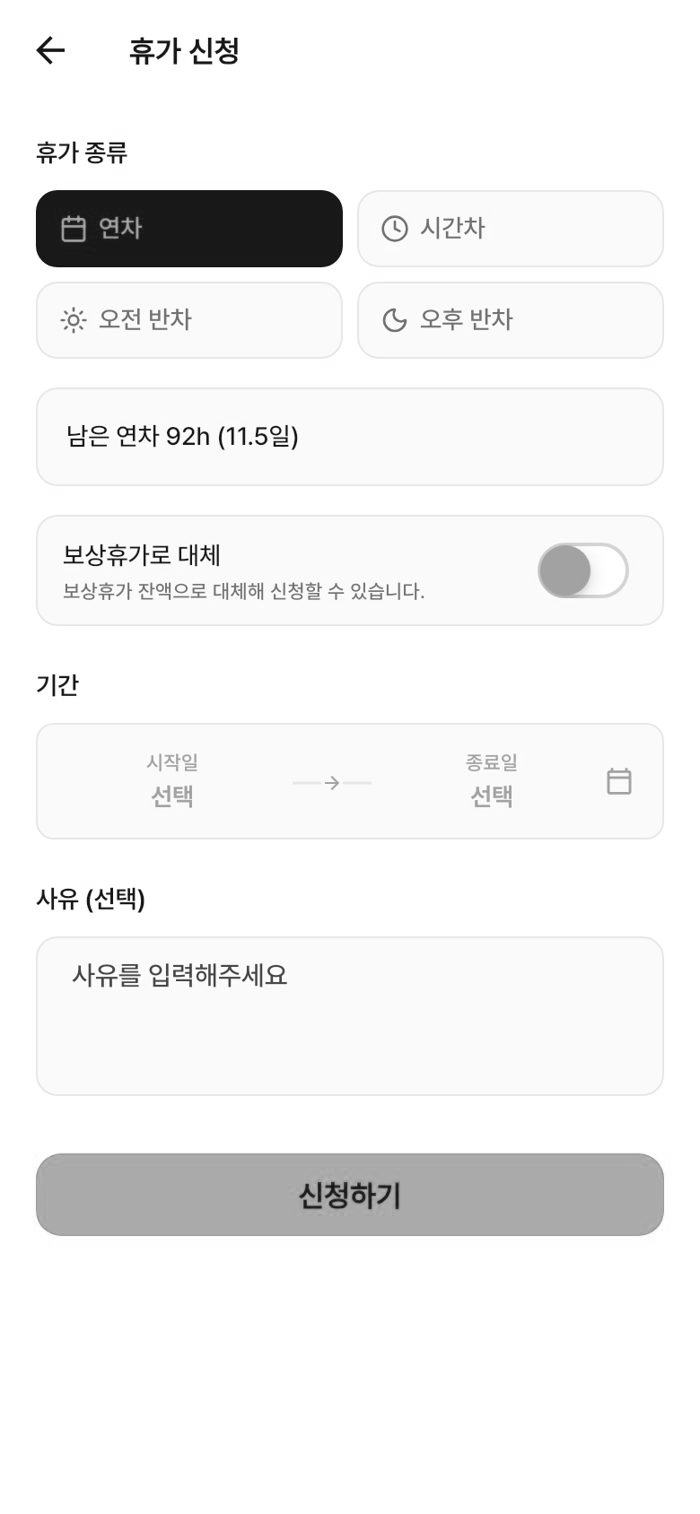 휴가 신청
휴가 종류
연차
시간차
오전 반차
오후 반차
남은 연차 92h (11.5일)
보상휴가로 대체
보상휴가 잔액으로 대체해 신청할 수 있습니다.
기간
시작일
선택
종료일
선택
사유 (선택)
사유를 입력해주세요
신청하기